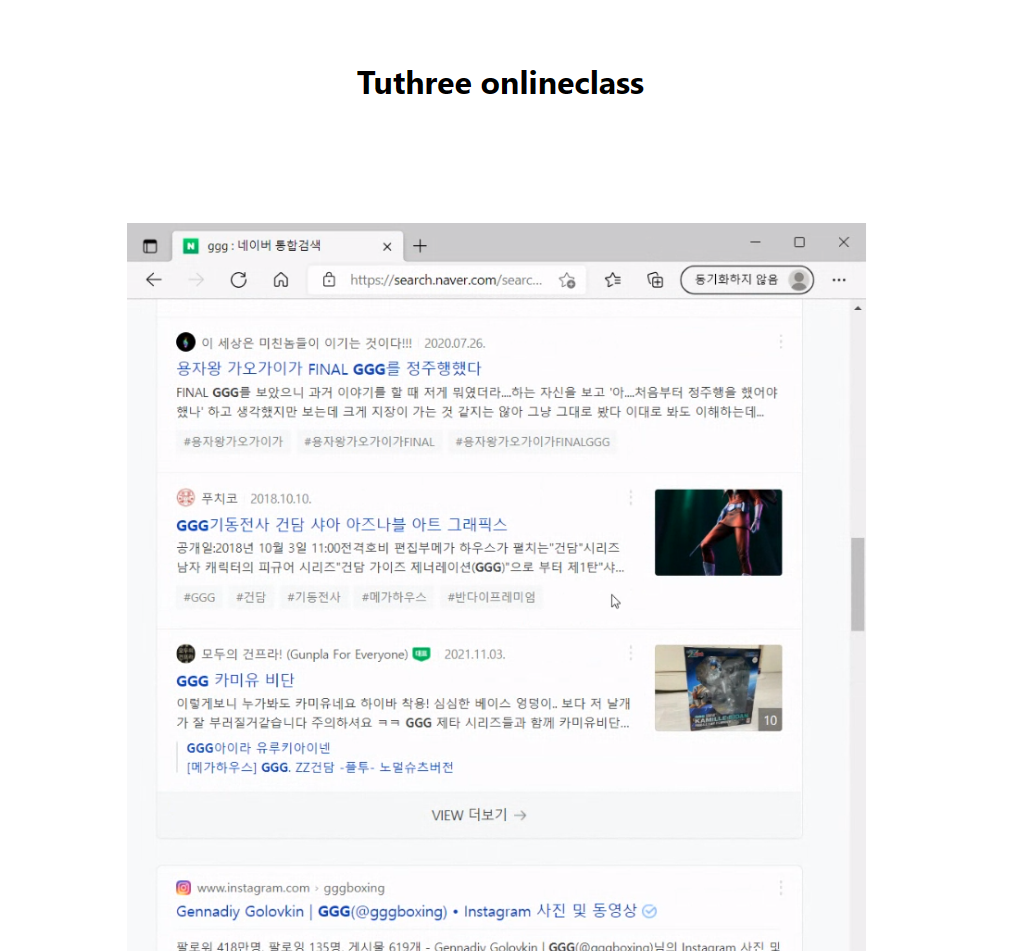 Tuthree onlineclass
ggg : 네이버 통합검색
https://search.naver.com/searc...
동기화하지 않음
이 세상은 미친놈들이 이기는 것이다!!! 2020.07.26.
용자왕 가오가이가 FINAL GGG를 정주행했다
FINAL GGG를 보았으니 과거 이야기를 할 때 저게 뭐였더라....하는 자신을 보고 '아....처음부터 정주행을 했어야
했나' 하고 생각했지만 보는데 크게 지장이 가는 것 같지는 않아 그냥 그대로 봤다 이대로 봐도 이해하는데...
#용자왕가오가이가 #용자왕가오가이가FINAL #용자왕가오가이가FINALGGG
푸치코 2018.10.10.
GGG기동전사 건담 샤아 아즈나블 아트 그래픽스
공개일:2018년 10월 3일 11:00전격호비 편집부메가 하우스가 펼치는"건담"시리즈
남자 캐릭터의 피규어 시리즈"건담 가이즈 제너레이션(GGG)"으로 부터 제1탄"샤...
#GGG #건담 #기동전사 #메가하우스 #반다이프레미엄
모두의 건프라! (Gunpla For Everyone) 2021.11.03.
GGG 카미유 비단
이렇게보니 누가봐도 카미유네요 하이바 착용! 심심한 베이스 엉덩이.. 보다 저 날개
가 잘 부러질거같습니다 주의하셔요 ㅋㅋ GGG 제타 시리즈들과 함께 카미유비단...
10
GGG아이라 유루키아이넨
[메가하우스] GGG. ZZ건담 -플투- 노멀슈츠버전
VIEW 더보기
www.instagram.com › gggboxing
Gennadiy Golovkin | GGG(@gggboxing) • Instagram 사진 및 동영상
팔로워 418만명, 팔로잉 135명, 게시물 619개 - Gennadiy Golovkin | GGG(@gggboxing)님의 Instagram 사진 및